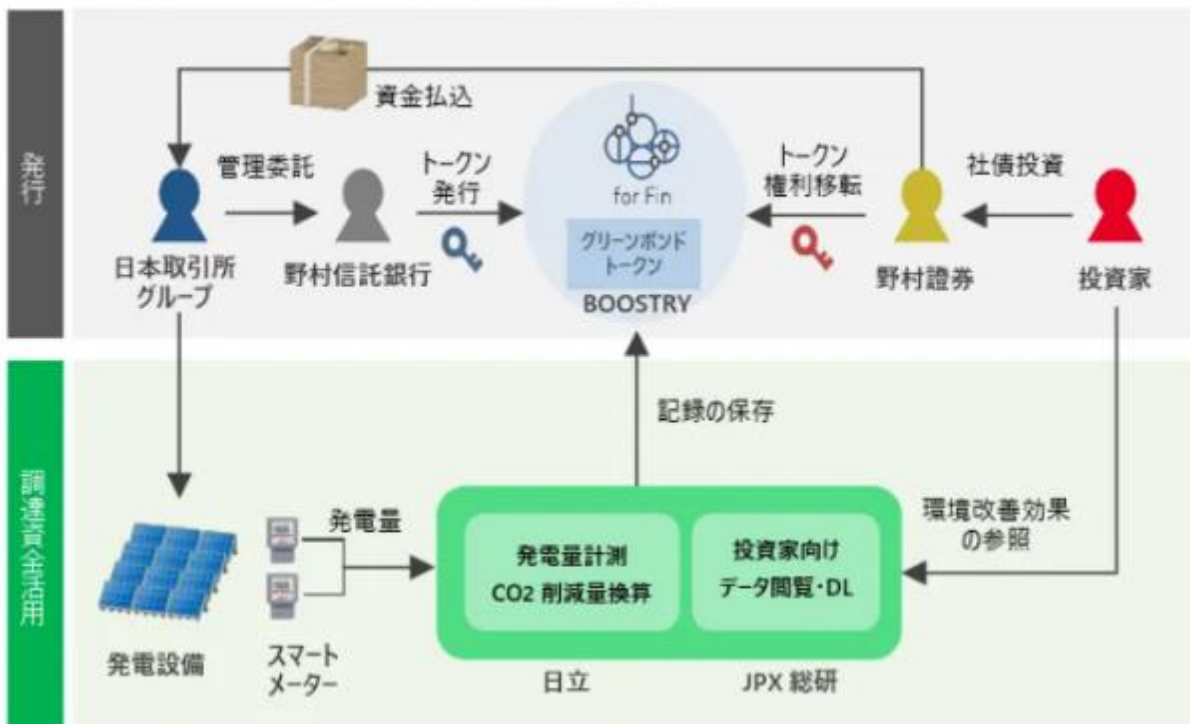 発行
資金払込
管理委託
トークン
発行
for Fin
グリーンボンド
トークン
BOOSTRY
トークン
権利移転
社債投資
日本取引所
グループ
野村信託銀行
野村證券
投資家
調達資金活用
記録の保存
発電量
環境改善効果
の参照
発電量計測
CO2 削減量換算
投資家向け
データ閲覧・DL
発電設備
スマート
メーター
日立
JPX 総研